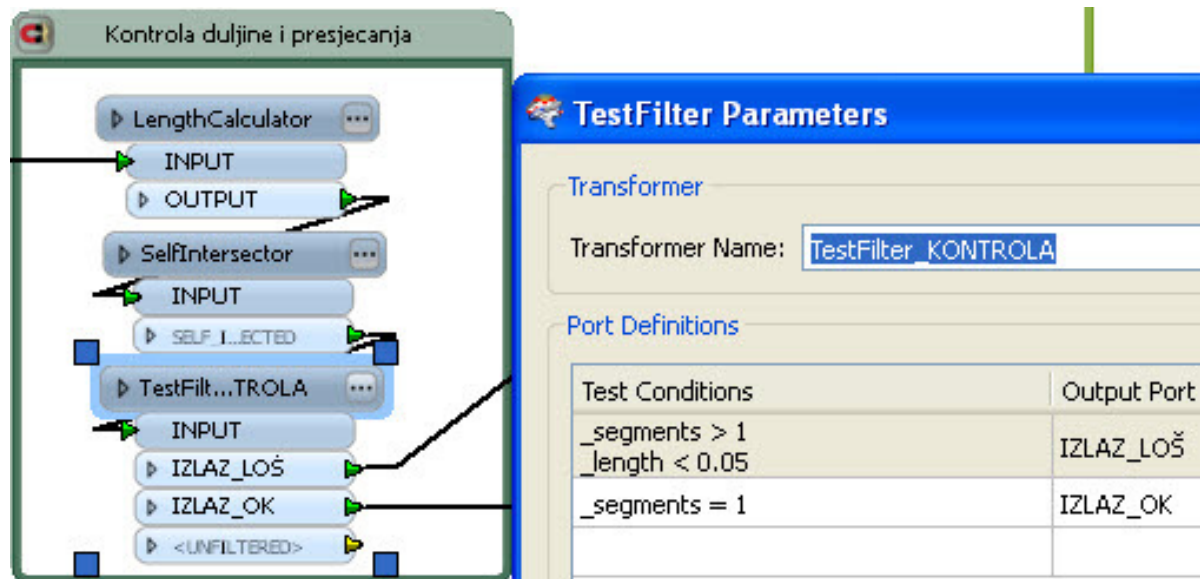 Kontrola duljine i presjecanja
LengthCalculator
INPUT
OUTPUT
SelfIntersector
INPUT
SELF_I...ECTED
TestFilt...TROLA
INPUT
IZLAZ_LOŠ
IZLAZ_OK
<UNFILTERED>
TestFilter Parameters
Transformer
Transformer Name: TestFilter_KONTROLA
Port Definitions
Test Conditions Output Port
_segments > 1
_length < 0.05 IZLAZ_LOŠ
_segments = 1 IZLAZ_OK